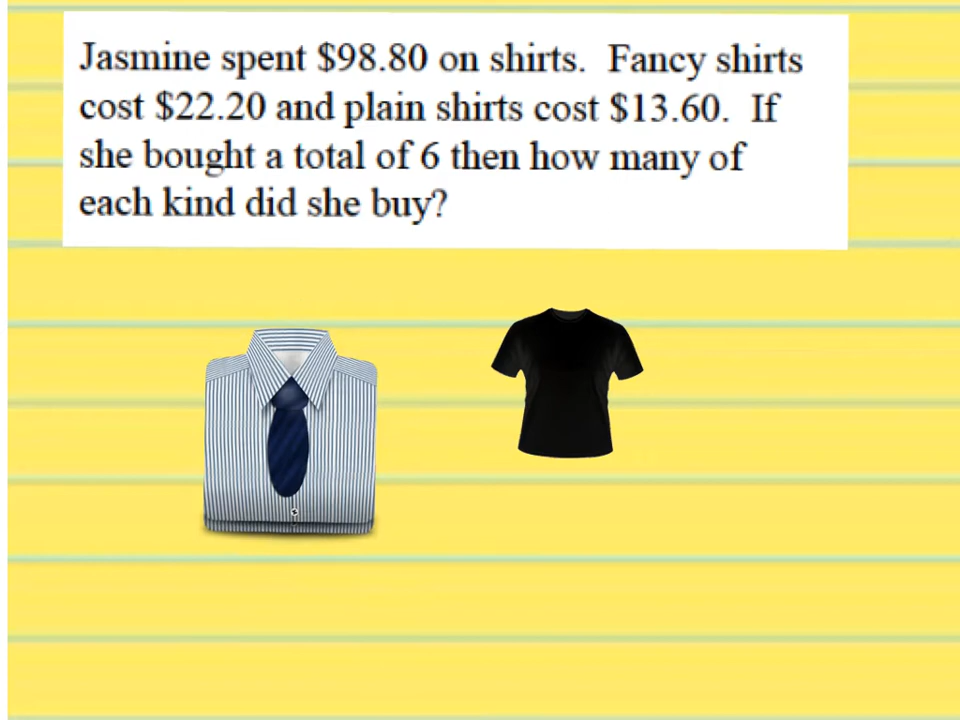 Jasmine spent $98.80 on shirts. Fancy shirts
cost $22.20 and plain shirts cost $13.60. If
she bought a total of 6 then how many of
each kind did she buy?